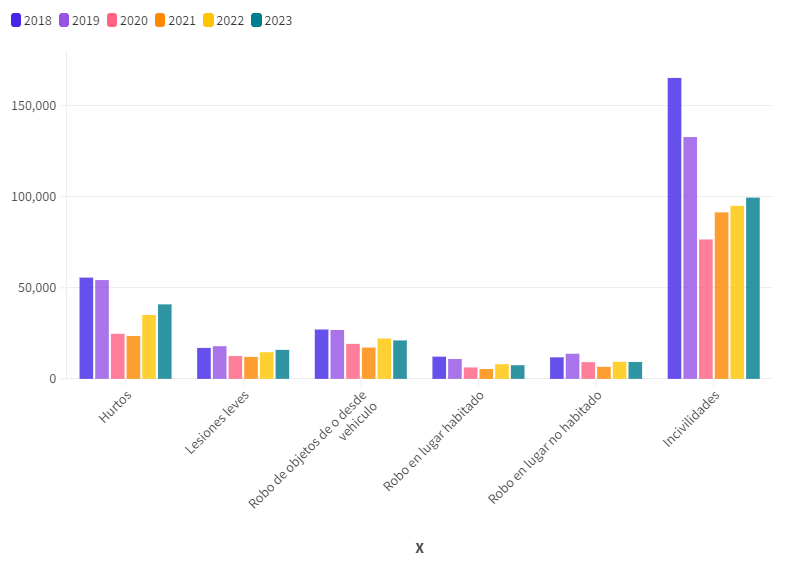 2018 2019 2020 2021 2022 2023
150,000
100,000
50,000
0
Hurtos
Lesiones leves
Robo de objetos de o desde
vehiculo
Robo en lugar habitado
Robo en lugar no habitado
Incivilidades
X